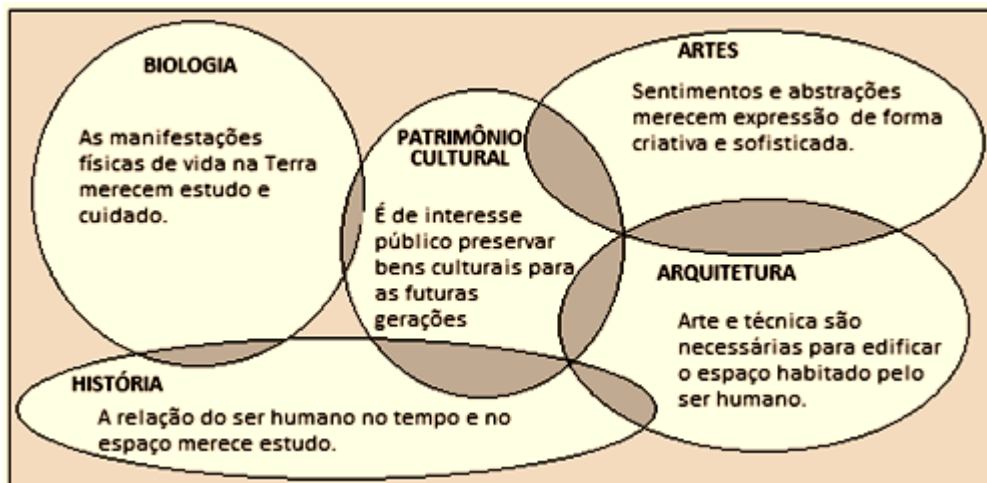 BIOLOGIA
As manifestações
físicas de vida na Terra
merecem estudo e
cuidado.
PATRIMÔNIO
CULTURAL
É de interesse
público preservar
bens culturais para
as futuras
gerações
ARTES
Sentimentos e abstrações
merecem expressão de forma
criativa e sofisticada.
ARQUITETURA
Arte e técnica são
necessárias para edificar
o espaço habitado pelo
ser humano.
HISTÓRIA
A relação do ser humano no tempo e no
espaço merece estudo.